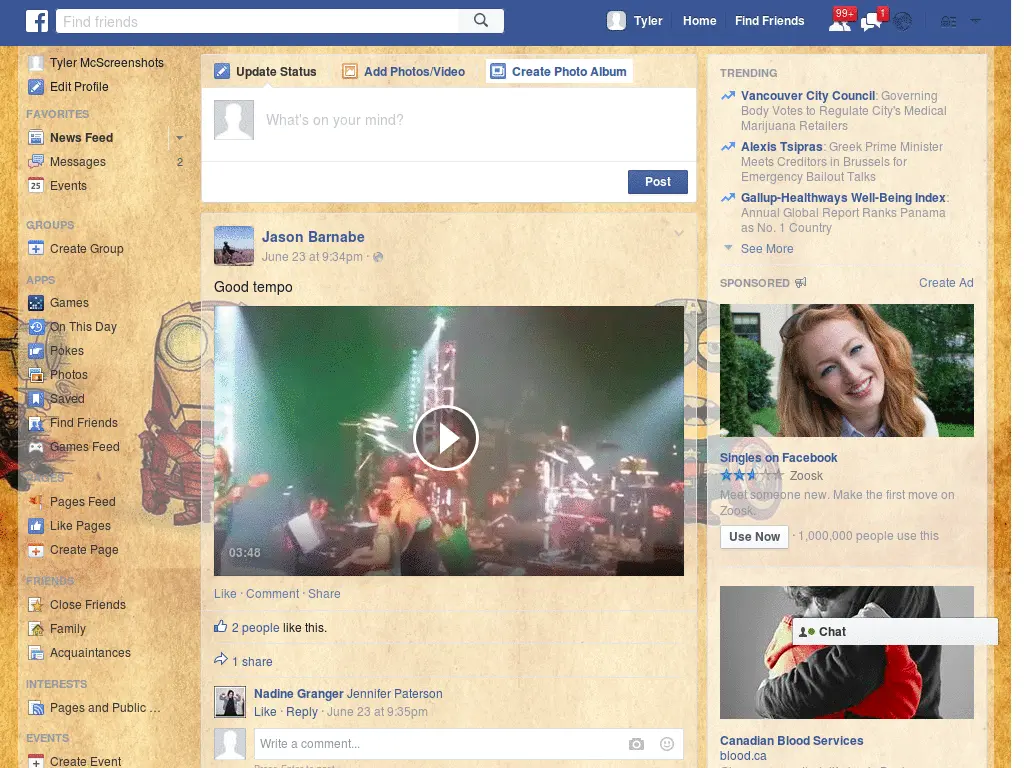 Find friends
Tyler
Home
Find Friends
99+
1
Tyler McScreenshots
Edit Profile
FAVORITES
News Feed
Messages 2
Events
GROUPS
Create Group
APPS
Games
On This Day
Pokes
Photos
Saved
Find Friends
Games Feed
PAGES
Pages Feed
Like Pages
Create Page
FRIENDS
Close Friends
Family
Acquaintances
INTERESTS
Pages and Public ...
EVENTS
Create Event
Update Status
Add Photos/Video
Create Photo Album
What's on your mind?
Post
Jason Barnabe
June 23 at 9:34pm ·
Good tempo
03:48
Like · Comment · Share
2 people like this.
1 share
Nadine Granger Jennifer Paterson
Like · Reply · June 23 at 9:35pm
Write a comment...
TRENDING
Vancouver City Council: Governing
Body Votes to Regulate City's Medical
Marijuana Retailers
Alexis Tsipras: Greek Prime Minister
Meets Creditors in Brussels for
Emergency Bailout Talks
Gallup-Healthways Well-Being Index:
Annual Global Report Ranks Panama
as No. 1 Country
See More
SPONSORED
Create Ad
Singles on Facebook
Zoosk
Meet someone new. Make the first move on
Zoosk.
Use Now · 1,000,000 people use this
Chat
Canadian Blood Services
blood.ca